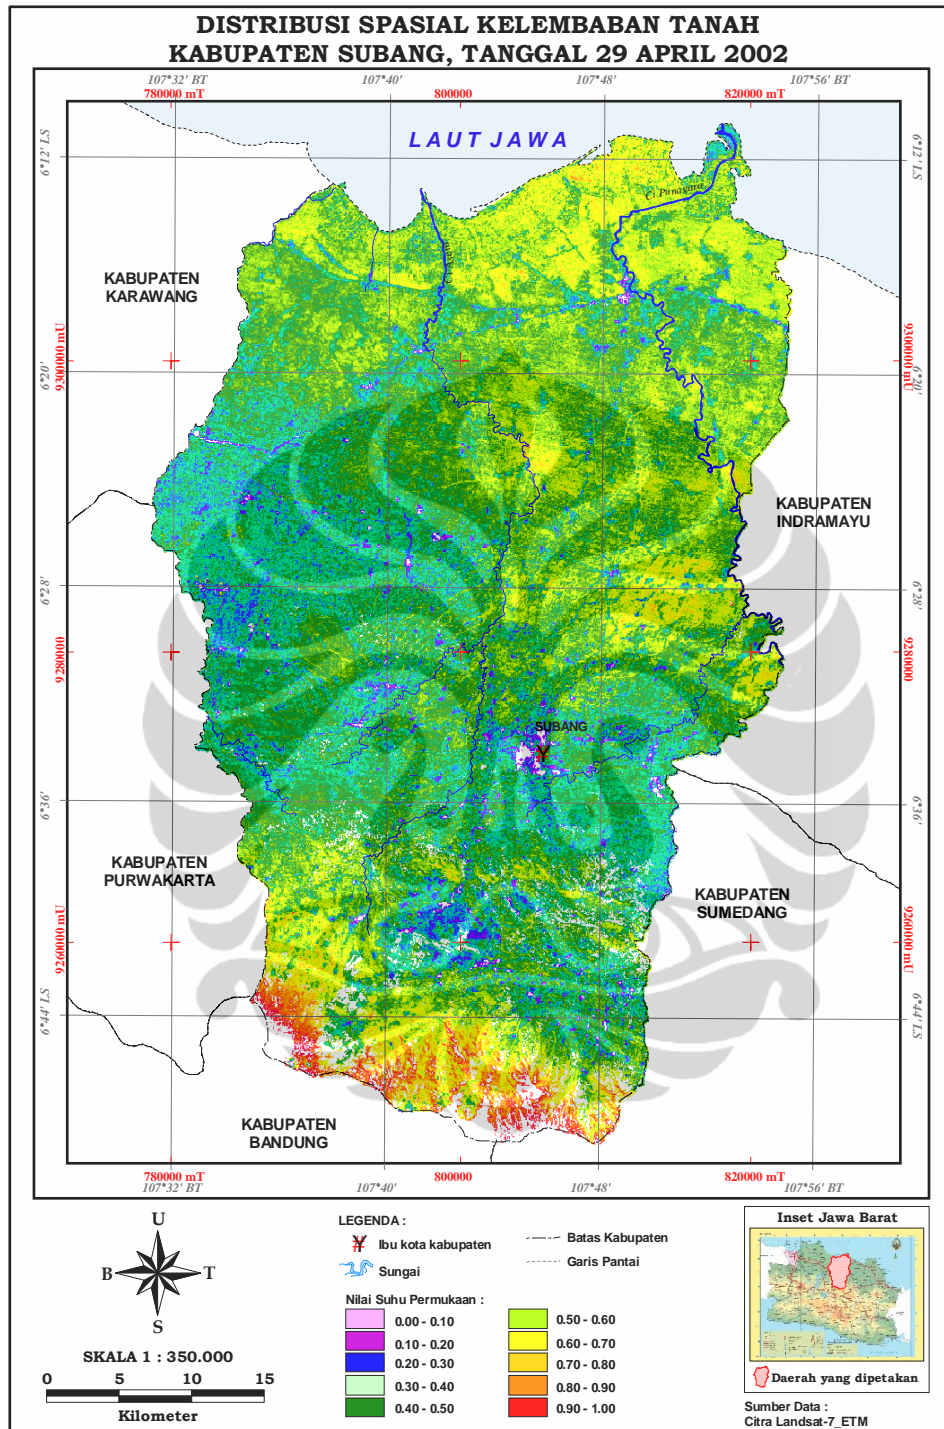 DISTRIBUSI SPASIAL KELEMBABAN TANAH
KABUPATEN SUBANG, TANGGAL 29 APRIL 2002
107°32' BT
107°40'
107°48'
107°56' BT
780000 mT
800000
820000 mT
6°12' LS
6°12' LS
LAUT JAWA
Ci Punagara
KABUPATEN
KARAWANG
9300000 mU
9300000 mU
6°20'
6°20'
KABUPATEN
INDRAMAYU
6°28'
6°28'
9280000
9280000
SUBANG
6°36'
6°36'
KABUPATEN
PURWAKARTA
KABUPATEN
SUMEDANG
9260000 mU
9260000 mU
6°44' LS
6°44' LS
KABUPATEN
BANDUNG
780000 mT
800000
820000 mT
107°32' BT
107°40'
107°48'
107°56' BT
U
B
T
S
SKALA 1 : 350.000
0 5 10 15
Kilometer
LEGENDA :
Ibu kota kabupaten
Sungai
Batas Kabupaten
Garis Pantai
Nilai Suhu Permukaan :
0.00 - 0.10
0.10 - 0.20
0.20 - 0.30
0.30 - 0.40
0.40 - 0.50
0.50 - 0.60
0.60 - 0.70
0.70 - 0.80
0.80 - 0.90
0.90 - 1.00
Inset Jawa Barat
Daerah yang dipetakan
Sumber Data :
Citra Landsat-7_ETM